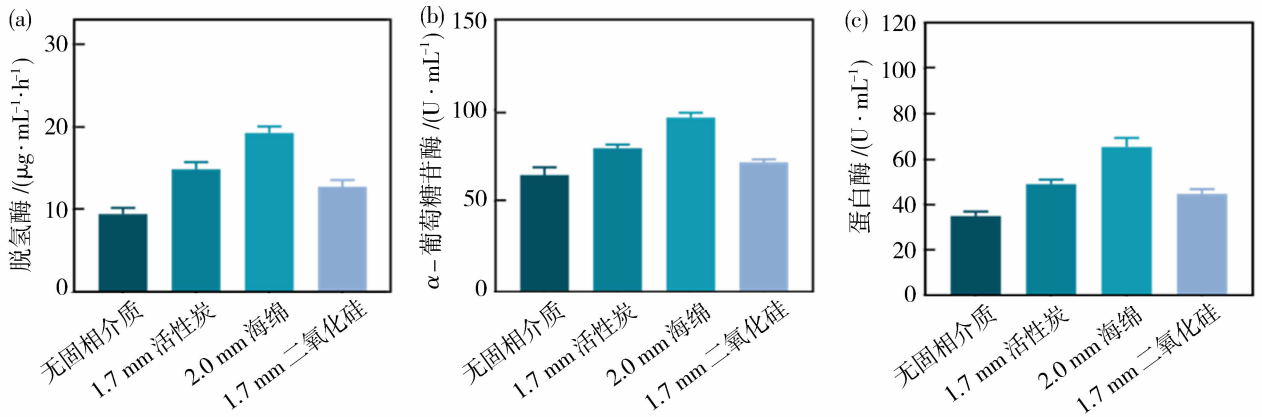 (a)
脱氢酶/(μg·mL⁻¹·h⁻¹)
30
20
10
0
无固相介质
1.7 mm 活性炭
2.0 mm 海绵
1.7 mm 二氧化硅
(b)
α-葡萄糖苷酶/(U·mL⁻¹)
150
100
50
0
无固相介质
1.7 mm 活性炭
2.0 mm 海绵
1.7 mm 二氧化硅
(c)
蛋白酶/(U·mL⁻¹)
120
100
80
60
40
20
0
无固相介质
1.7 mm 活性炭
2.0 mm 海绵
1.7 mm 二氧化硅